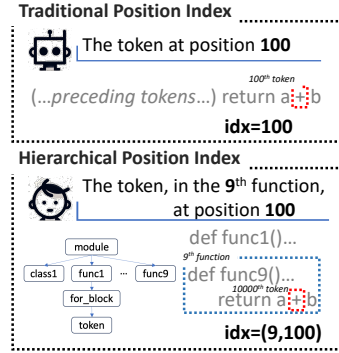 Traditional Position Index
The token at position 100
100th token
(...preceding tokens...) return a + b
idx=100
Hierarchical Position Index
The token, in the 9th function,
at position 100
module
class1 func1 ... func9
for_block
token
def func1()...
9th function
def func9()...
10000th token
return a + b
idx=(9,100)